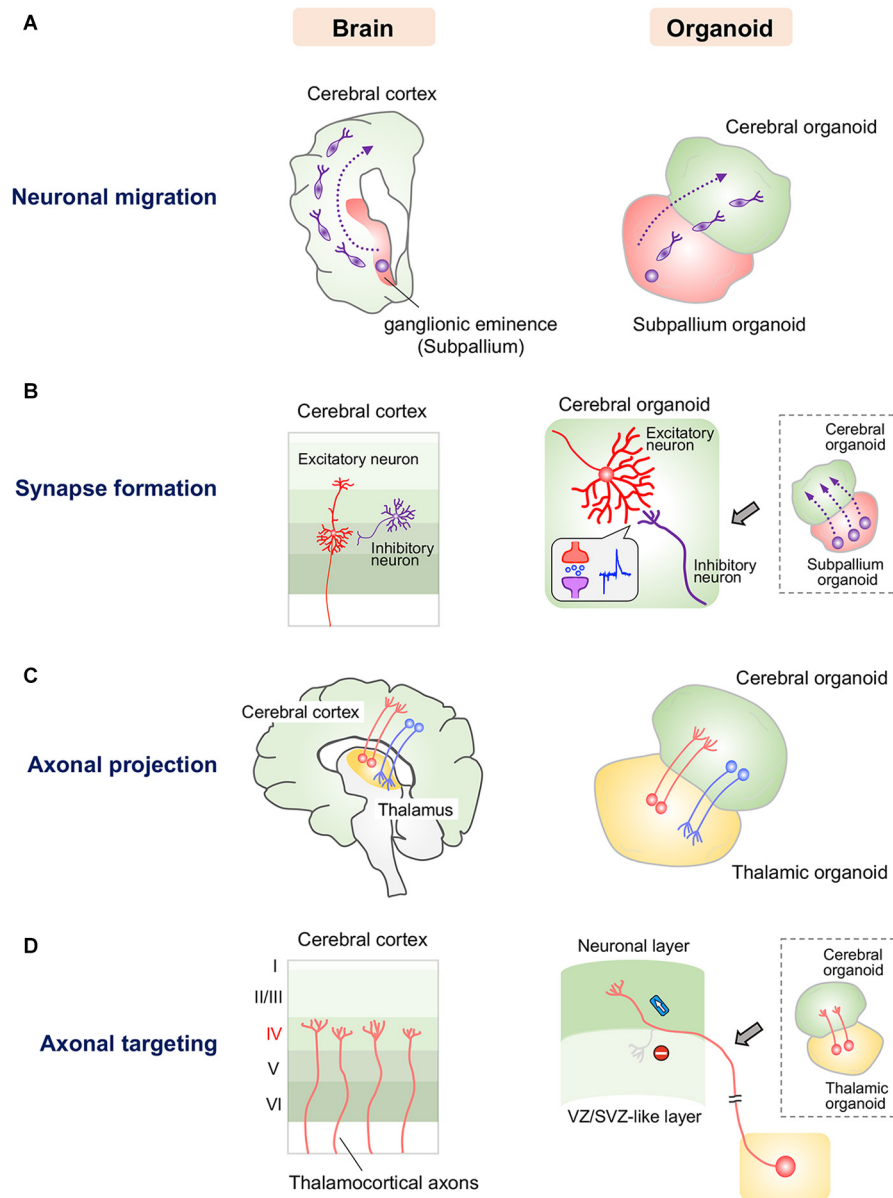 A
Brain
Organoid
Neuronal migration
Cerebral cortex
ganglionic eminence
(Subpallium)
Cerebral organoid
Subpallium organoid
B
Synapse formation
Cerebral cortex
Excitatory neuron
Inhibitory
neuron
Cerebral organoid
Excitatory
neuron
Inhibitory
neuron
Cerebral
organoid
Subpallium
organoid
C
Axonal projection
Cerebral cortex
Thalamus
Cerebral organoid
Thalamic organoid
D
Axonal targeting
Cerebral cortex
I
II/III
IV
V
VI
Thalamocortical axons
Neuronal layer
VZ/SVZ-like layer
Cerebral
organoid
Thalamic
organoid